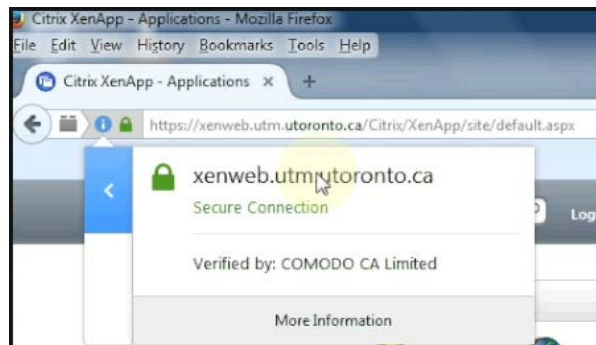 Citrix XenApp - Applications - Mozilla Firefox
File Edit View History Bookmarks Tools Help
Citrix XenApp - Applications × +
https://xenweb.utm.utoronto.ca/Citrix/XenApp/site/default.aspx
xenweb.utm.utoronto.ca
Secure Connection
Log
Verified by: COMODO CA Limited
More Information